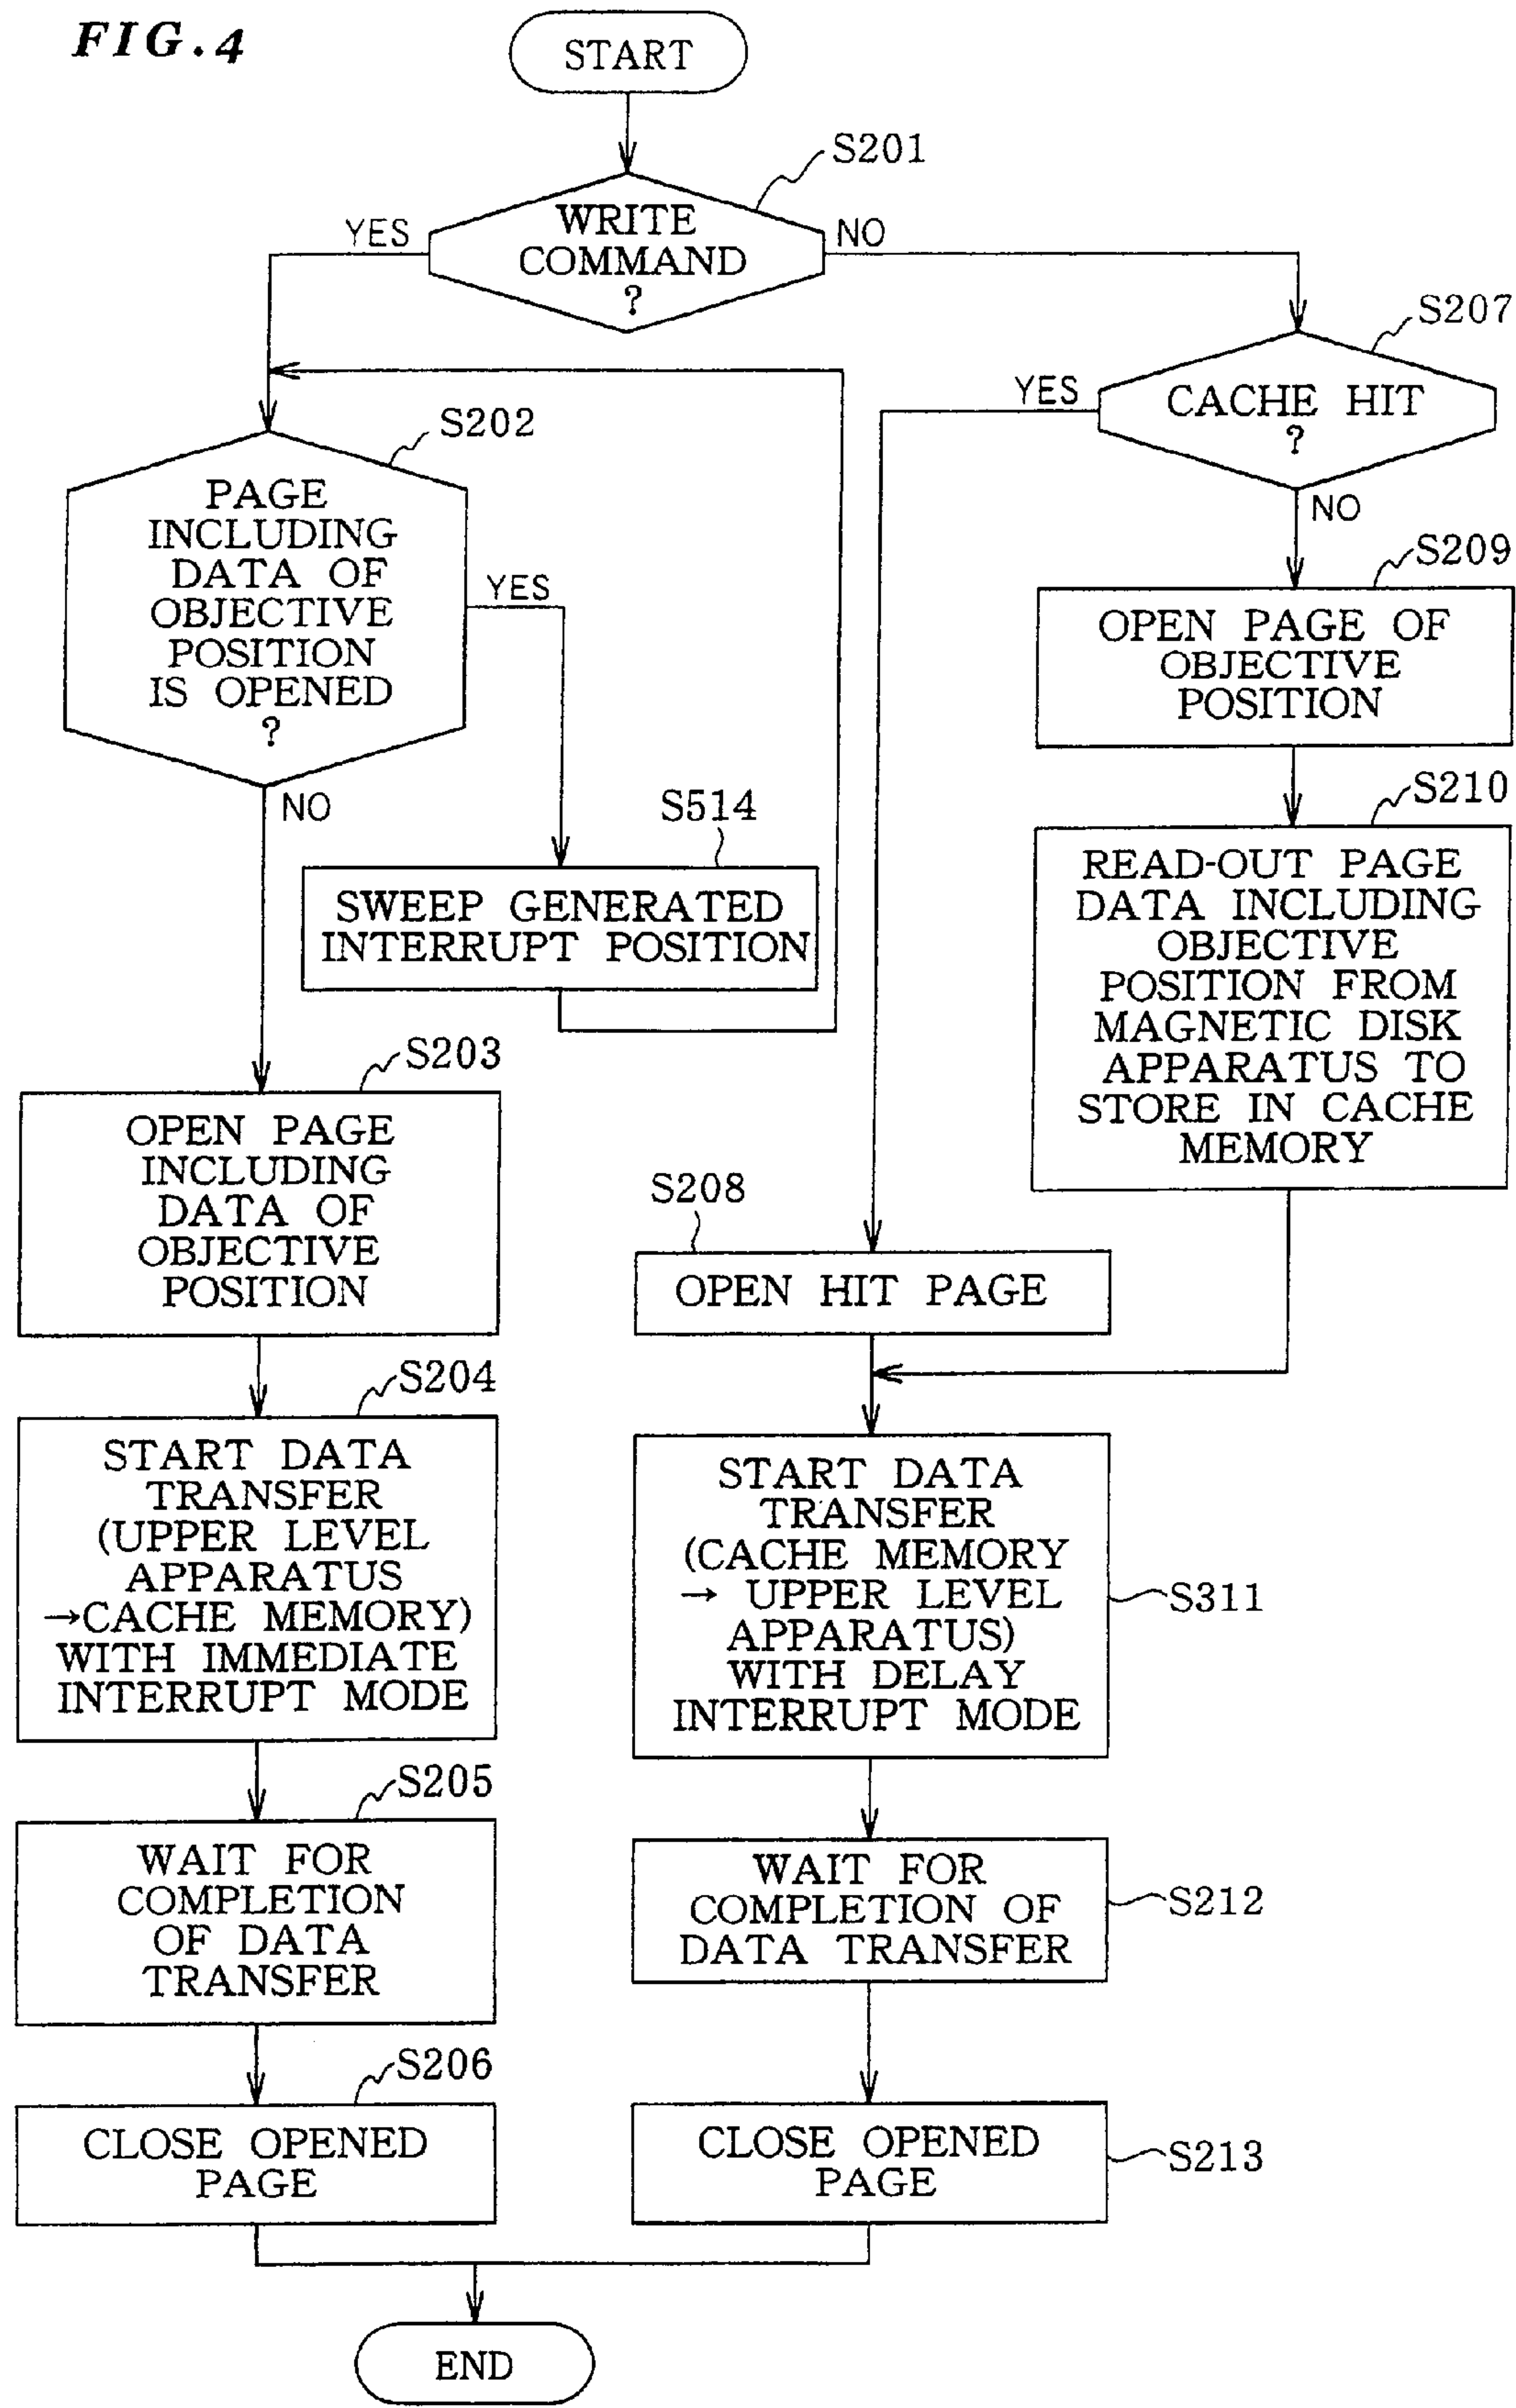 FIG.4
START
S201
WRITE
COMMAND
?
YES
NO
S207
CACHE HIT
?
YES
NO
S202
PAGE
INCLUDING
DATA OF
OBJECTIVE
POSITION
IS OPENED
?
YES
NO
S514
SWEEP GENERATED
INTERRUPT POSITION
S209
OPEN PAGE OF
OBJECTIVE
POSITION
S210
READ-OUT PAGE
DATA INCLUDING
OBJECTIVE
POSITION FROM
MAGNETIC DISK
APPARATUS TO
STORE IN CACHE
MEMORY
S203
OPEN PAGE
INCLUDING
DATA OF
OBJECTIVE
POSITION
S208
OPEN HIT PAGE
S204
START DATA
TRANSFER
(UPPER LEVEL
APPARATUS
→CACHE MEMORY)
WITH IMMEDIATE
INTERRUPT MODE
START DATA
TRANSFER
(CACHE MEMORY
→ UPPER LEVEL
APPARATUS)
WITH DELAY
INTERRUPT MODE
S311
S205
WAIT FOR
COMPLETION
OF DATA
TRANSFER
WAIT FOR
COMPLETION OF
DATA TRANSFER
S212
S206
CLOSE OPENED
PAGE
CLOSE OPENED
PAGE
S213
END